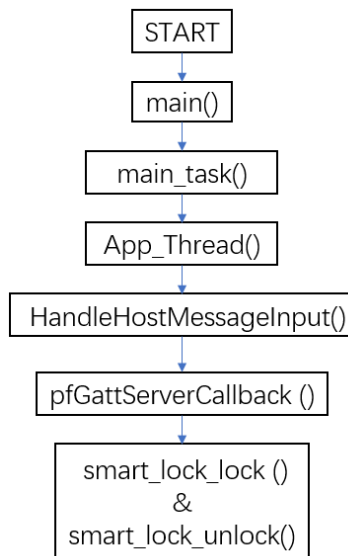 START
main()
main_task()
App_Thread()
HandleHostMessageInput()
pfGattServerCallback ()
smart_lock_lock ()
&
smart_lock_unlock()